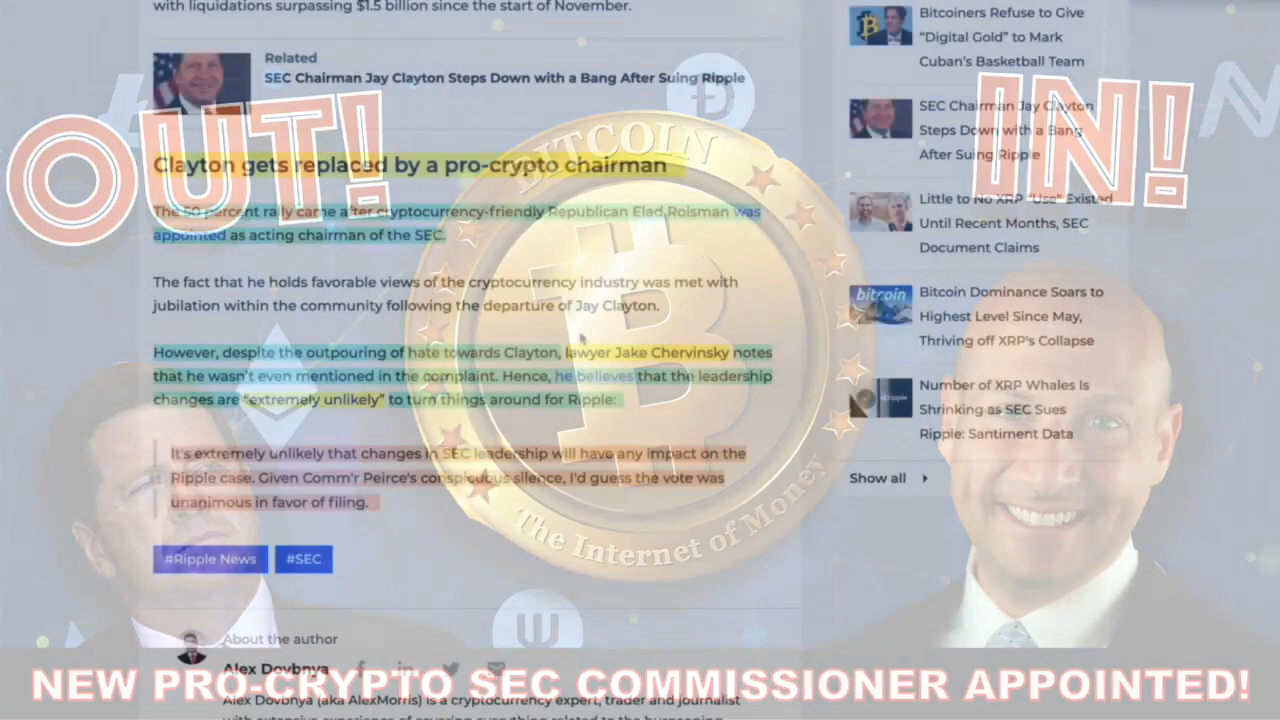 with liquidations surpassing $1.5 billion since the start of November.
Related
SEC Chairman Jay Clayton Steps Down with a Bang After Suing Ripple
OUT!
Clayton gets replaced by a pro-crypto chairman
The 50 percent rally came after cryptocurrency-friendly Republican Elad Roisman was
appointed as acting chairman of the SEC.
The fact that he holds favorable views of the cryptocurrency industry was met with
jubilation within the community following the departure of Jay Clayton.
However, despite the outpouring of hate towards Clayton, lawyer Jake Chervinsky notes
that he wasn't even mentioned in the complaint. Hence, he believes that the leadership
changes are "extremely unlikely" to turn things around for Ripple:
It's extremely unlikely that changes in SEC leadership will have any impact on the
Ripple case. Given Comm'r Peirce's conspicuous silence, I'd guess the vote was
unanimous in favor of filing.
#Ripple News
#SEC
About the author
Alex Dovbnya
Alex Dovbnya (aka AlexMorris) is a cryptocurrency expert, trader and journalist
with extensive experience of covering everything related to the burgeoning
BITCOIN
The Internet of Money
Bitcoiners Refuse to Give
"Digital Gold" to Mark
Cuban's Basketball Team
IN!
SEC Chairman Jay Clayton
Steps Down with a Bang
After Suing Ripple
Little to No XRP "Use" Existed
Until Recent Months, SEC
Document Claims
bitcoin
Bitcoin Dominance Soars to
Highest Level Since May,
Thriving off XRP's Collapse
ripple
Number of XRP Whales Is
Shrinking as SEC Sues
Ripple: Santiment Data
Show all
NEW PRO-CRYPTO SEC COMMISSIONER APPOINTED!